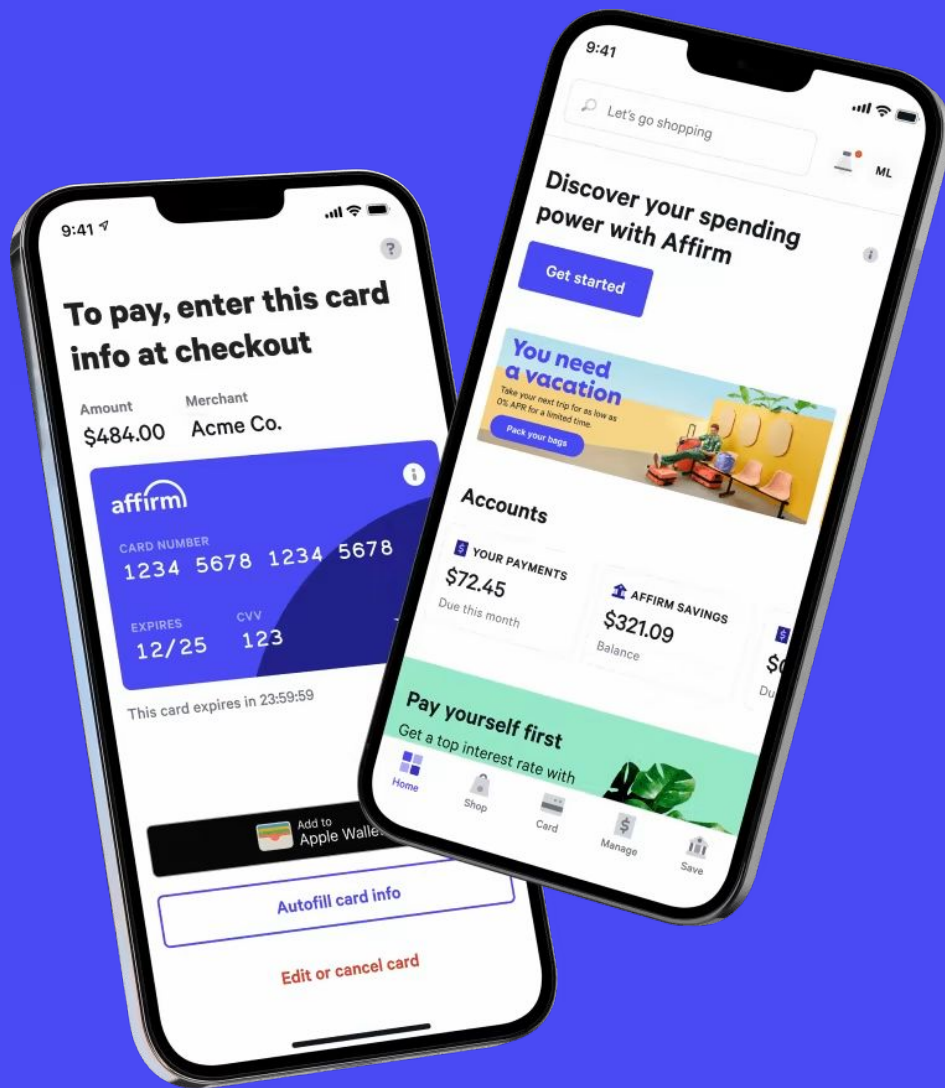 9:41
?
To pay, enter this card
info at checkout
Amount
Merchant
$484.00
Acme Co.
affirm
i
CARD NUMBER
1234 5678 1234 5678
EXPIRES
CVV
12/25
123
This card expires in 23:59:59
Add to
Apple
Autofill card info
Edit or cancel card
9:41
Let's go shopping
ML
Discover your spending
power with Affirm
i
Get started
You need
a vacation
Take your next trip for as low as
0% APR for a limited time.
Pack your bags
Accounts
$ YOUR PAYMENTS
$72.45
Due this month
AFFIRM SAVINGS
$321.09
Balance
$
Pay yourself first
Get a top interest rate with
Home
Shop
Card
$
Manage
Save